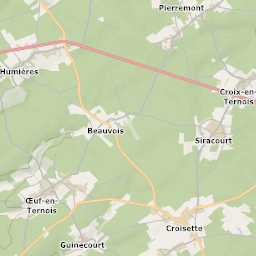 Pierremont
Humières
Croix-en-
Ternois
Beauvois
Siracourt
Œuf-en-
Ternois
Croisette
Guinecourt